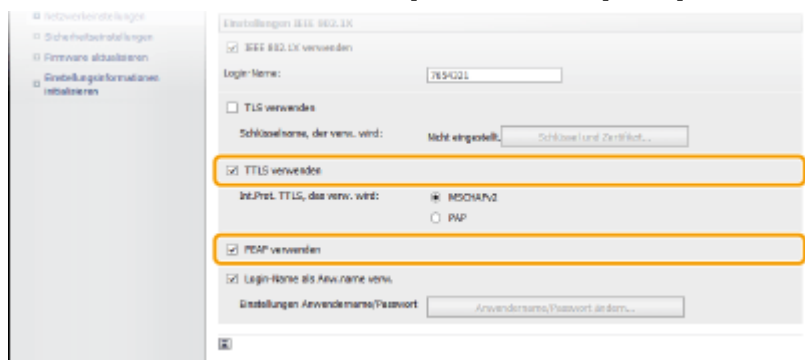 Netzwerkeinstellungen
Sicherheitseinstellungen
Firmware aktualisieren
Einstellungsinformationen
initialisieren
Einstellungen IEEE 802.1X
IEEE 802.1X verwenden
Login-Name:
7654321
TLS verwenden
Schlüsselname, der verw. wird:
Nicht eingestellt.
Schlüssel und Zertifikat...
TTLS verwenden
Int.Prot. TTLS, das verw. wird:
MSCHAPv2
PAP
PEAP verwenden
Login-Name als Anw.name verw.
Einstellungen Anwendername/Passwort
Anwendername/Passwort ändern...